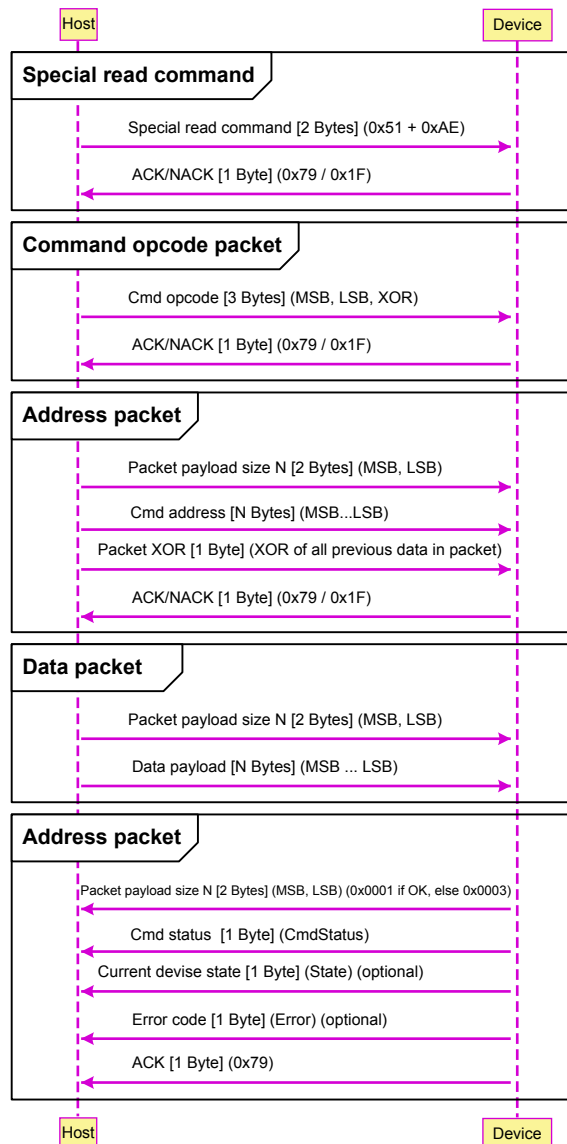 Host Device
Special read command
Special read command [2 Bytes] (0x51 + 0xAE)
ACK/NACK [1 Byte] (0x79 / 0x1F)
Command opcode packet
Cmd opcode [3 Bytes] (MSB, LSB, XOR)
ACK/NACK [1 Byte] (0x79 / 0x1F)
Address packet
Packet payload size N [2 Bytes] (MSB, LSB)
Cmd address [N Bytes] (MSB...LSB)
Packet XOR [1 Byte] (XOR of all previous data in packet)
ACK/NACK [1 Byte] (0x79 / 0x1F)
Data packet
Packet payload size N [2 Bytes] (MSB, LSB)
Data payload [N Bytes] (MSB ... LSB)
Address packet
Packet payload size N [2 Bytes] (MSB, LSB) (0x0001 if OK, else 0x0003)
Cmd status [1 Byte] (CmdStatus)
Current devise state [1 Byte] (State) (optional)
Error code [1 Byte] (Error) (optional)
ACK [1 Byte] (0x79)
Host Device